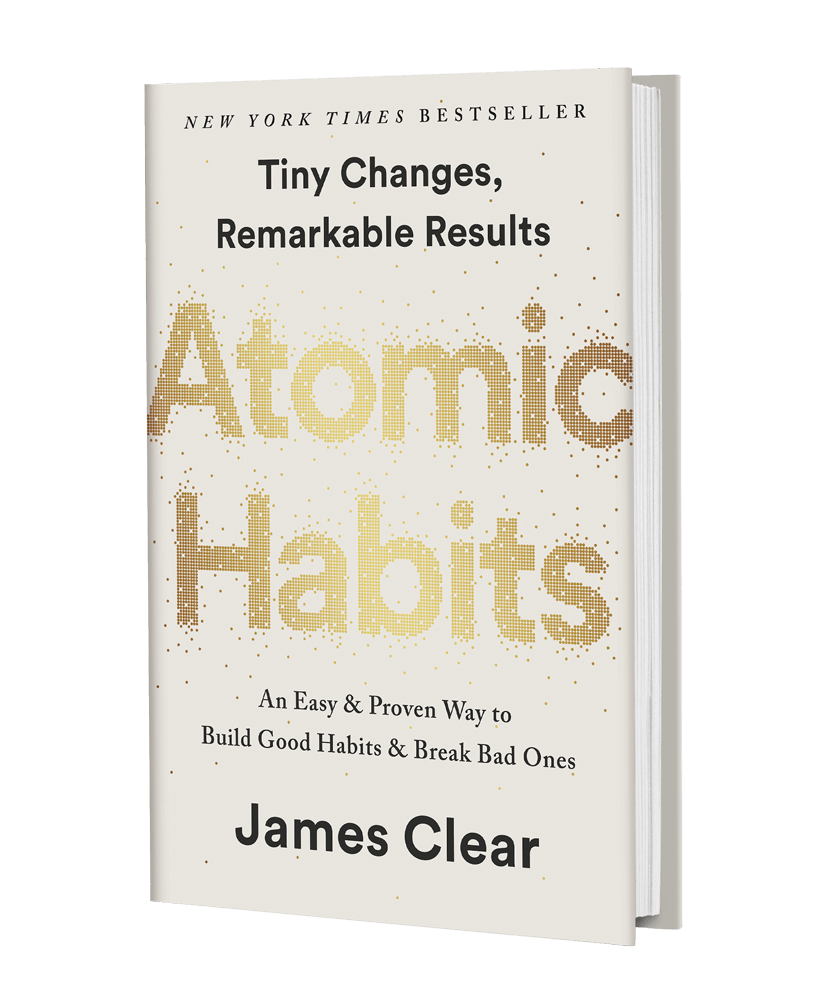 NEW YORK TIMES BESTSELLER
Tiny Changes,
Remarkable Results
Atomic
Habits
An Easy & Proven Way to
Build Good Habits & Break Bad Ones
James Clear